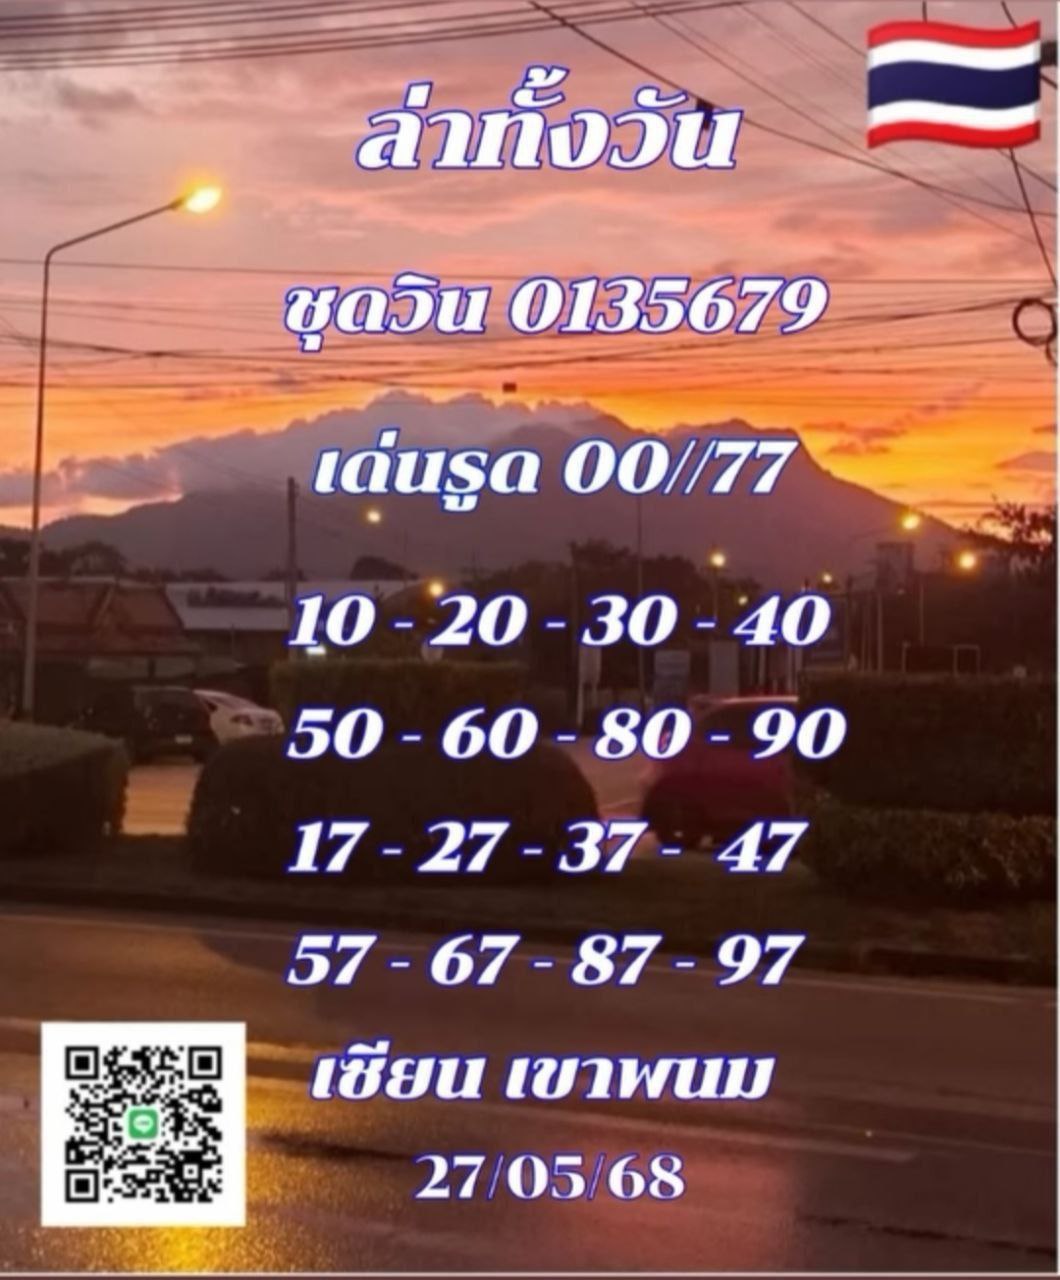 ล่าทั้งวัน
ชุดวิน 0135679
เด่นรูด 00//77
10 - 20 - 30 - 40
50 - 60 - 80 - 90
17 - 27 - 37 - 47
57 - 67 - 87 - 97
เซียน เขาพนม
27/05/68